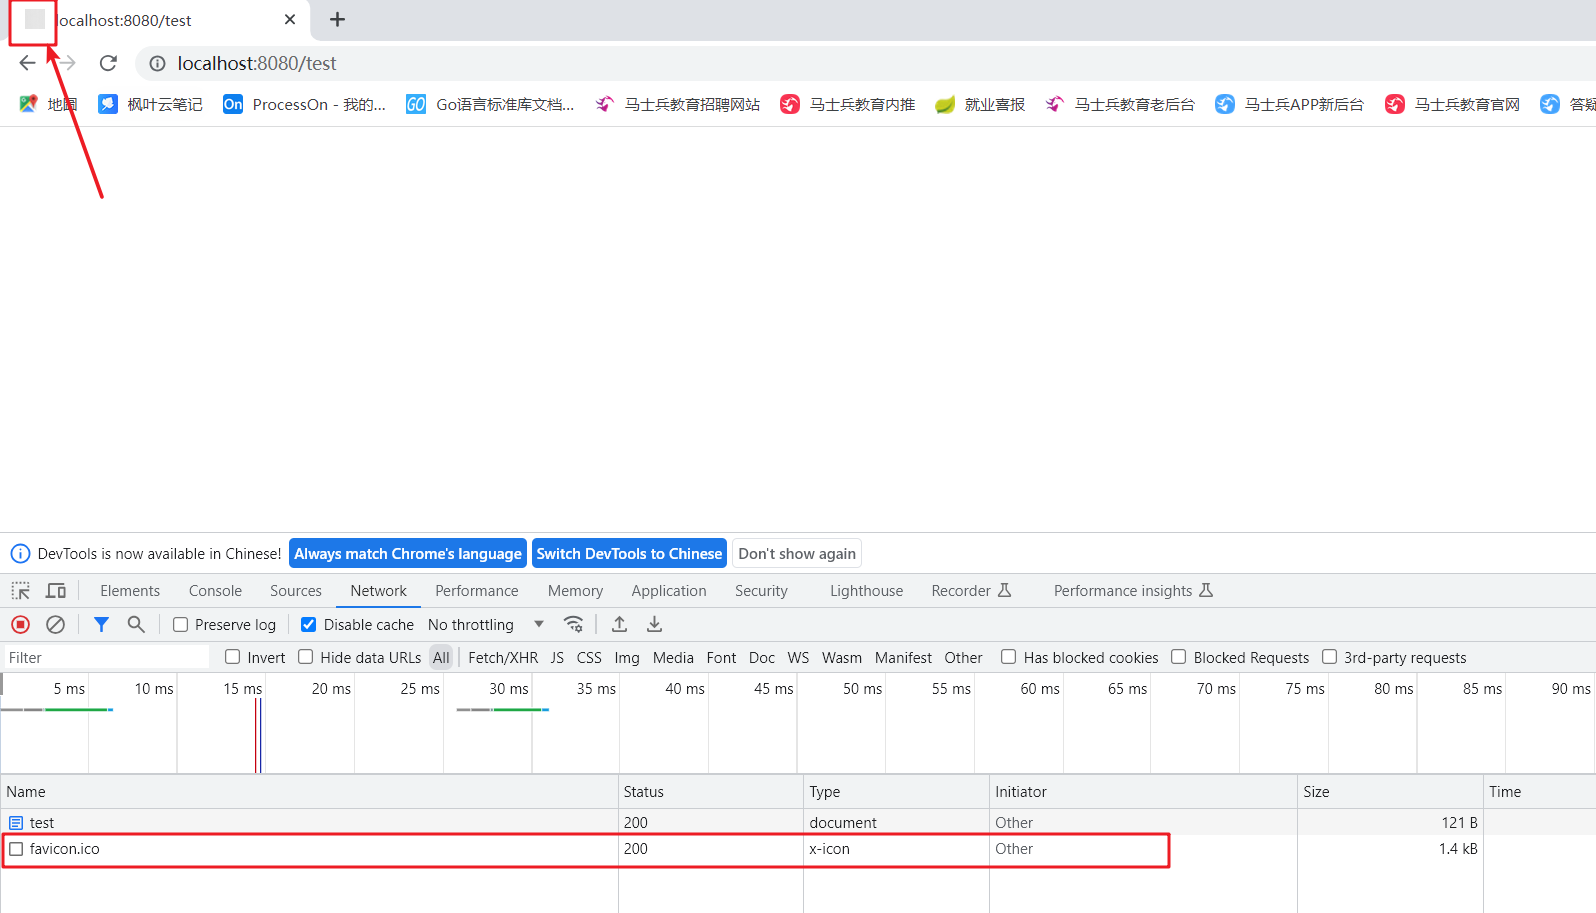 localhost:8080/test
localhost:8080/test
地图 枫叶云笔记 On ProcessOn - 我的... GO Go语言标准库文档... 马士兵教育招聘网站 马士兵教育内推 就业喜报 马士兵教育老后台 马士兵APP新后台 马士兵教育官网 答疑
DevTools is now available in Chinese! Always match Chrome's language Switch DevTools to Chinese Don't show again
Elements Console Sources Network Performance Memory Application Security Lighthouse Recorder Performance insights
Preserve log Disable cache No throttling
Filter Invert Hide data URLs All Fetch/XHR JS CSS Img Media Font Doc WS Wasm Manifest Other Has blocked cookies Blocked Requests 3rd-party requests
5 ms 10 ms 15 ms 20 ms 25 ms 30 ms 35 ms 40 ms 45 ms 50 ms 55 ms 60 ms 65 ms 70 ms 75 ms 80 ms 85 ms 90 ms
Name Status Type Initiator Size Time
test 200 document Other 121 B
favicon.ico 200 x-icon Other 1.4 kB